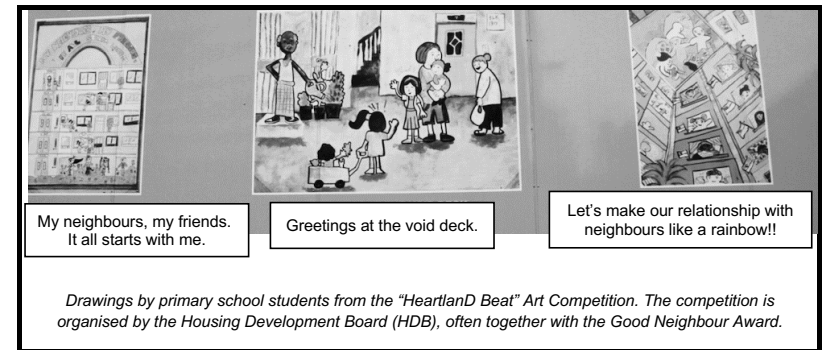 My neighbours, my friends.
It all starts with me.
Greetings at the void deck.
Let’s make our relationship with
neighbours like a rainbow!!
Drawings by primary school students from the “HeartlanD Beat” Art Competition. The competition is
organised by the Housing Development Board (HDB), often together with the Good Neighbour Award.